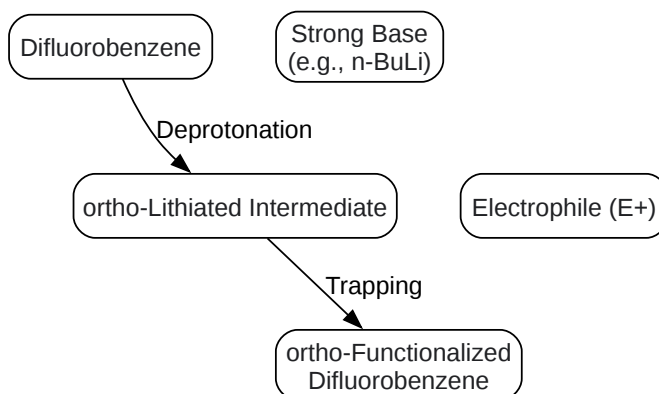 Difluorobenzene
Strong Base
(e.g., n-BuLi)
Deprotonation
ortho-Lithiated Intermediate
Electrophile (E+)
Trapping
ortho-Functionalized
Difluorobenzene